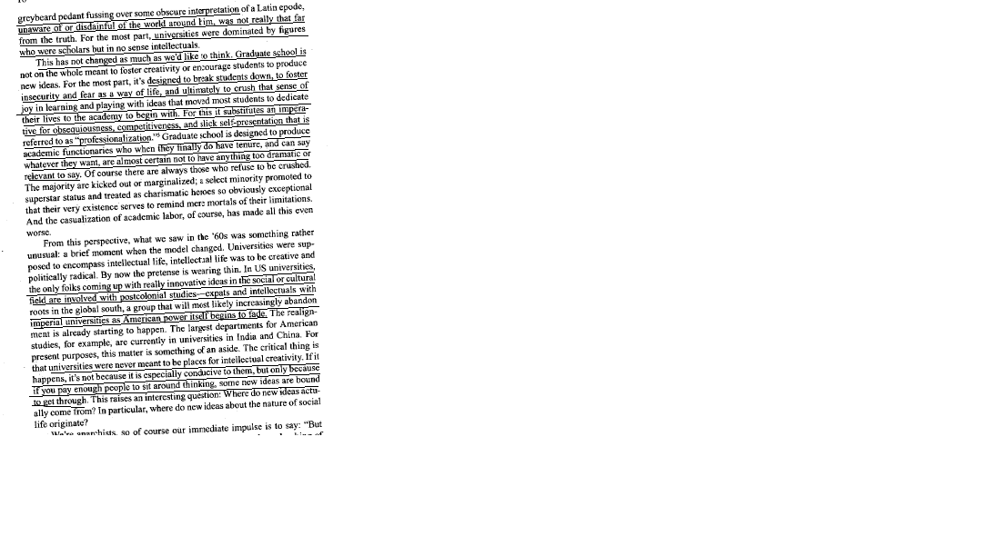 greybeard pedant fussing over some obscure interpretation of a Latin epode,
unaware of or disdainful of the world around him, was not really that far
from the truth. For the most part, universities were dominated by figures
who were scholars but in no sense intellectuals.
This has not changed as much as we'd like to think. Graduate school is
not on the whole meant to foster creativity or encourage students to produce
new ideas. For the most part, it's designed to break students down, to foster
insecurity and fear as a way of life, and ultimately to crush that sense of
joy in learning and playing with ideas that moved most students to dedicate
their lives to the academy to begin with. For this it substitutes an impera-
tive for obsequiousness, competitiveness, and slick self-presentation that is
referred to as "professionalization."⁵ Graduate school is designed to produce
academic functionaries who when they finally do have tenure, and can say
whatever they want, are almost certain not to have anything too dramatic or
relevant to say. Of course there are always those who refuse to be crushed.
The majority are kicked out or marginalized; a select minority promoted to
superstar status and treated as charismatic heroes so obviously exceptional
that their very existence serves to remind mere mortals of their limitations.
And the casualization of academic labor, of course, has made all this even
worse.
From this perspective, what we saw in the '60s was something rather
unusual: a brief moment when the model changed. Universities were sup-
posed to encompass intellectual life, intellectual life was to be creative and
politically radical. By now the pretense is wearing thin. In US universities,
the only folks coming up with really innovative ideas in the social or cultural
field are involved with postcolonial studies—expats and intellectuals with
roots in the global south, a group that will most likely increasingly abandon
imperial universities as American power itself begins to fade. The realign-
ment is already starting to happen. The largest departments for American
studies, for example, are currently in universities in India and China. For
present purposes, this matter is something of an aside. The critical thing is
that universities were never meant to be places for intellectual creativity. If it
happens, it's not because it is especially conducive to them, but only because
if you pay enough people to sit around thinking, some new ideas are bound
to get through. This raises an interesting question: Where do new ideas actu-
ally come from? In particular, where do new ideas about the nature of social
life originate?
We're anarchists, so of course our immediate impulse is to say: "But